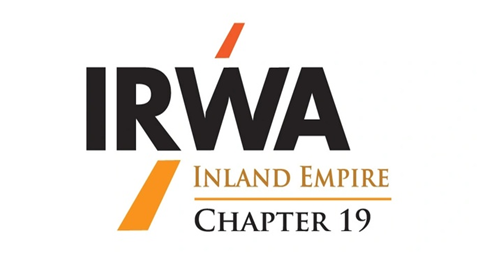 IRWA
INLAND EMPIRE
CHAPTER 19